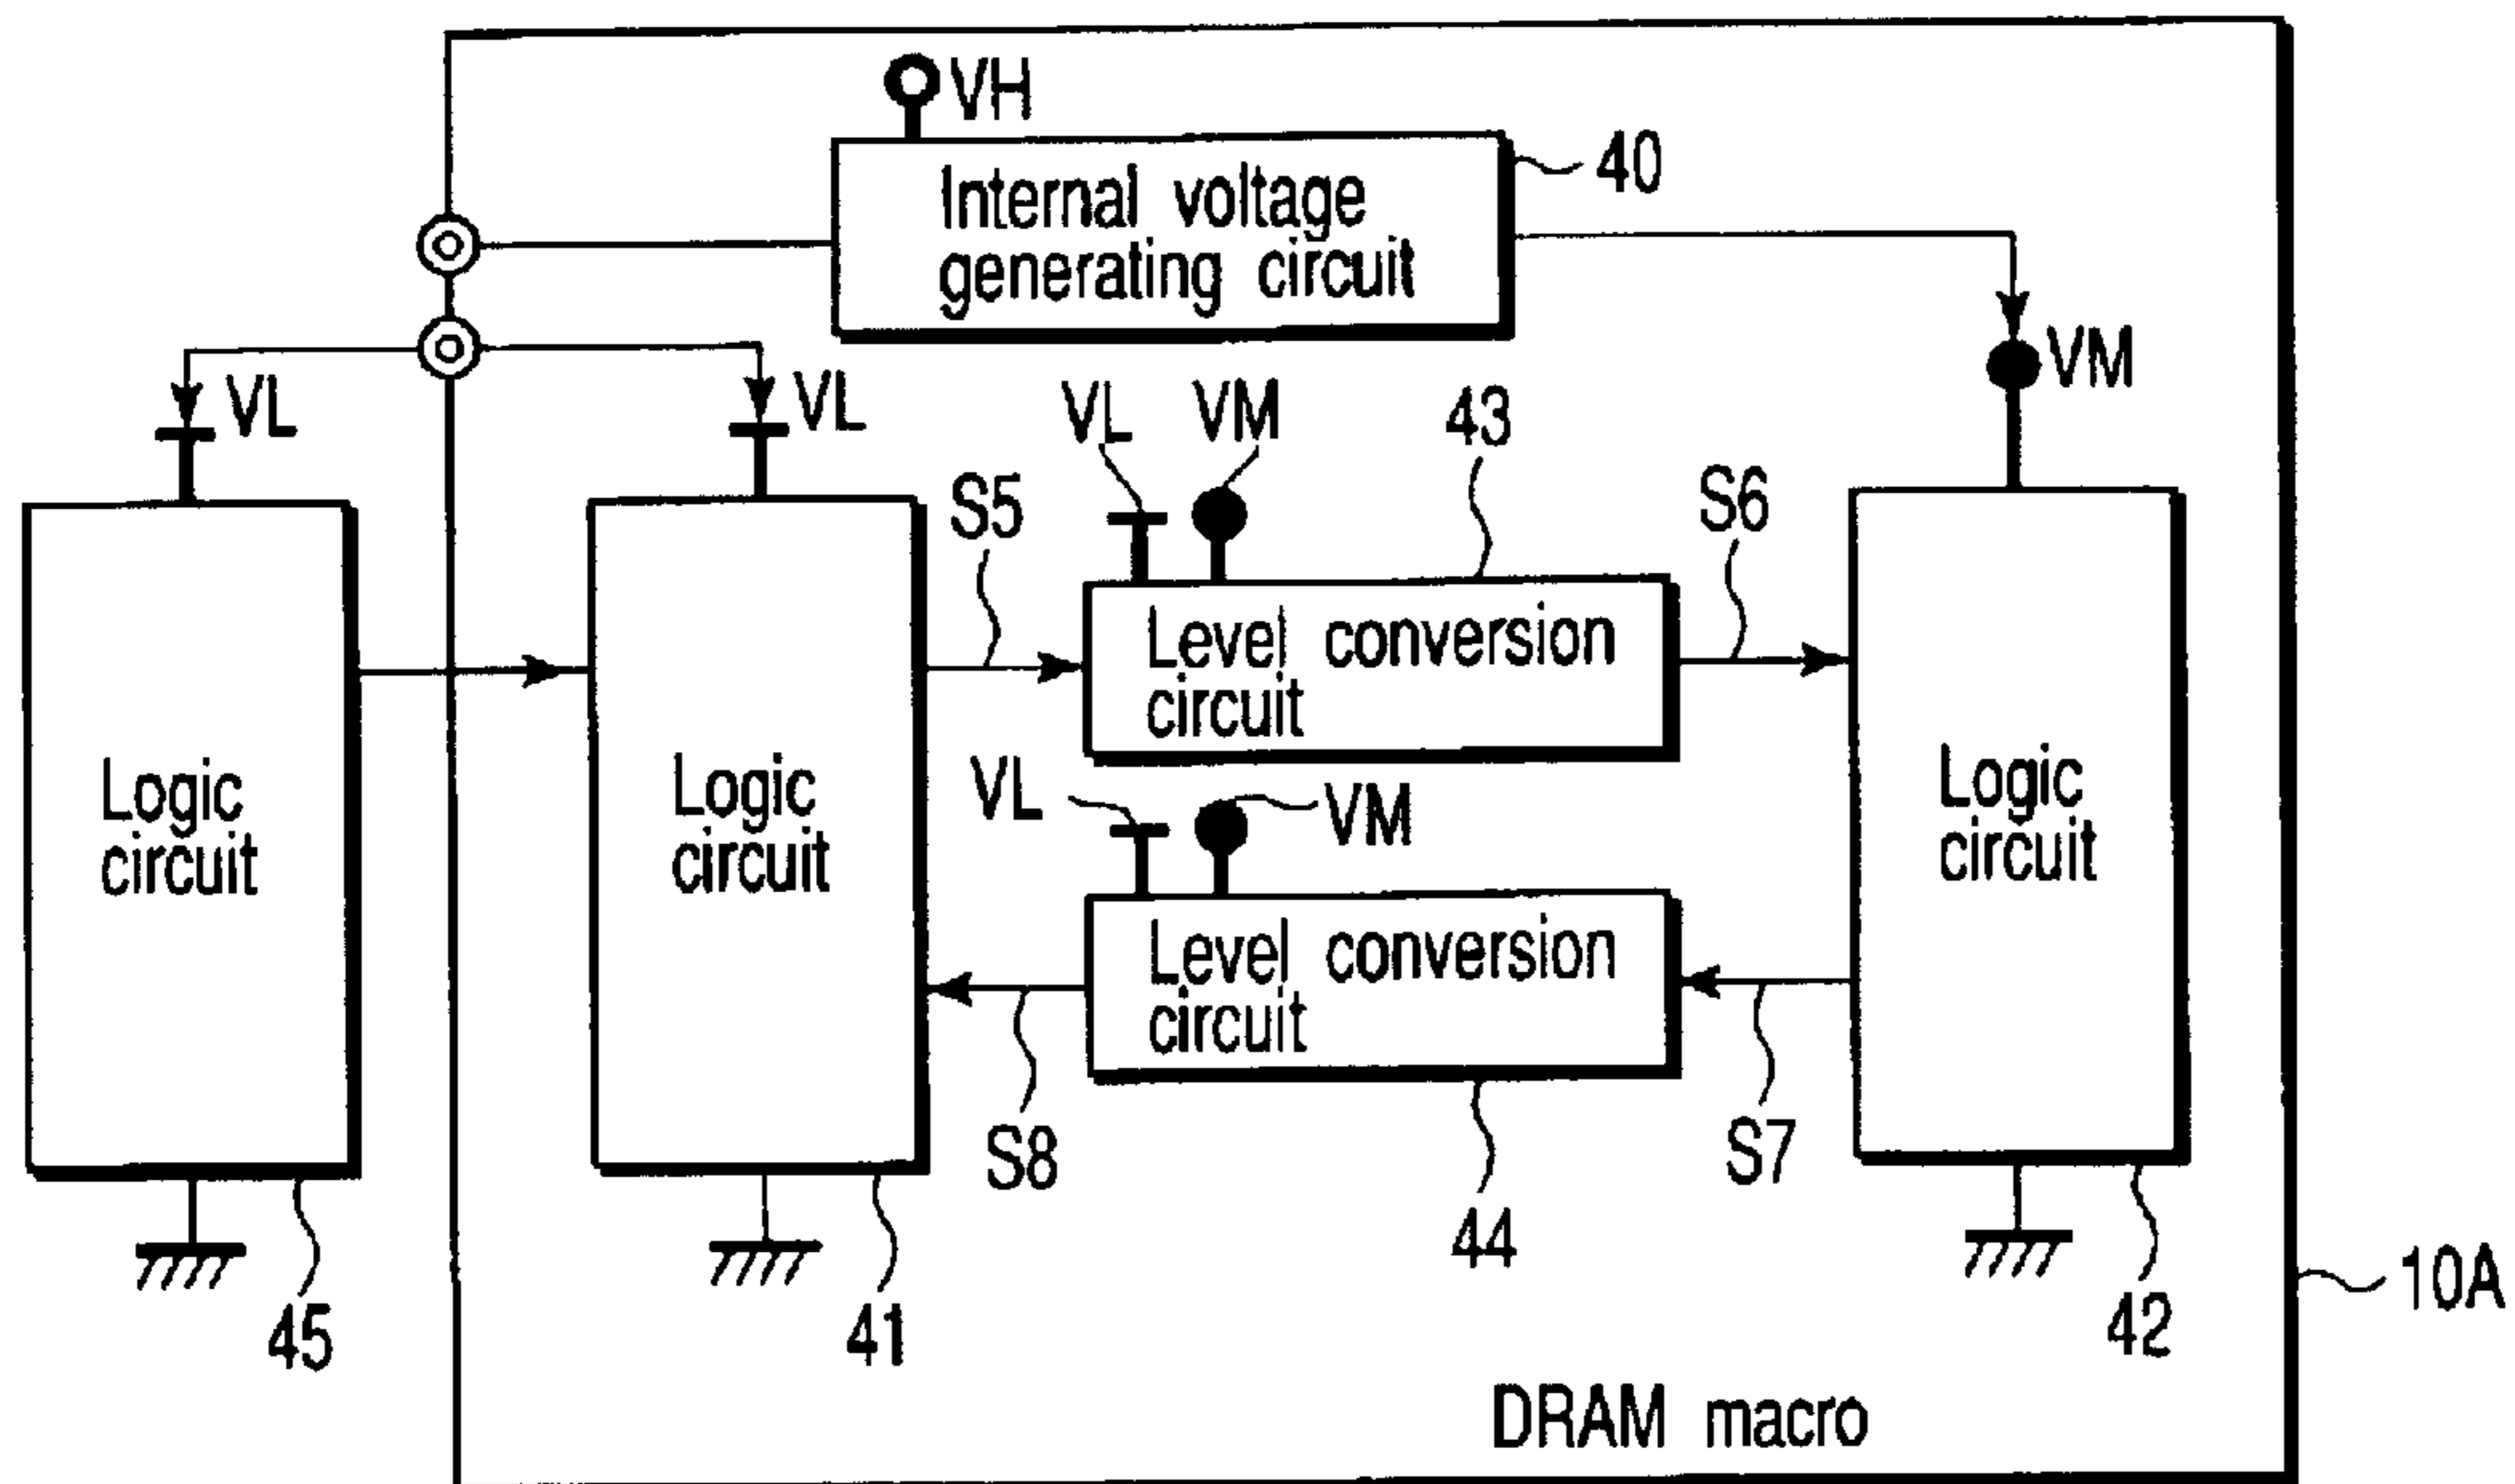 VH
40
Internal voltage
generating circuit
VM
VL
VL
VL
VM
43
S5
S6
Level conversion
circuit
Logic
circuit
Logic
circuit
VL
VM
Logic
circuit
Level conversion
circuit
S8
S7
44
45
41
42
10A
DRAM macro